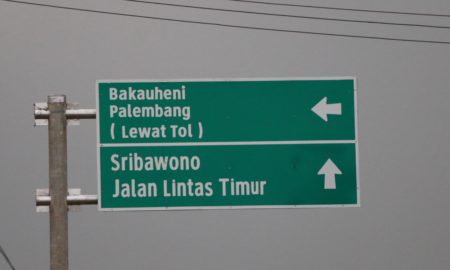 Bakauheni
Palembang
( Lewat Tol )
Sribawono
Jalan Lintas Timur